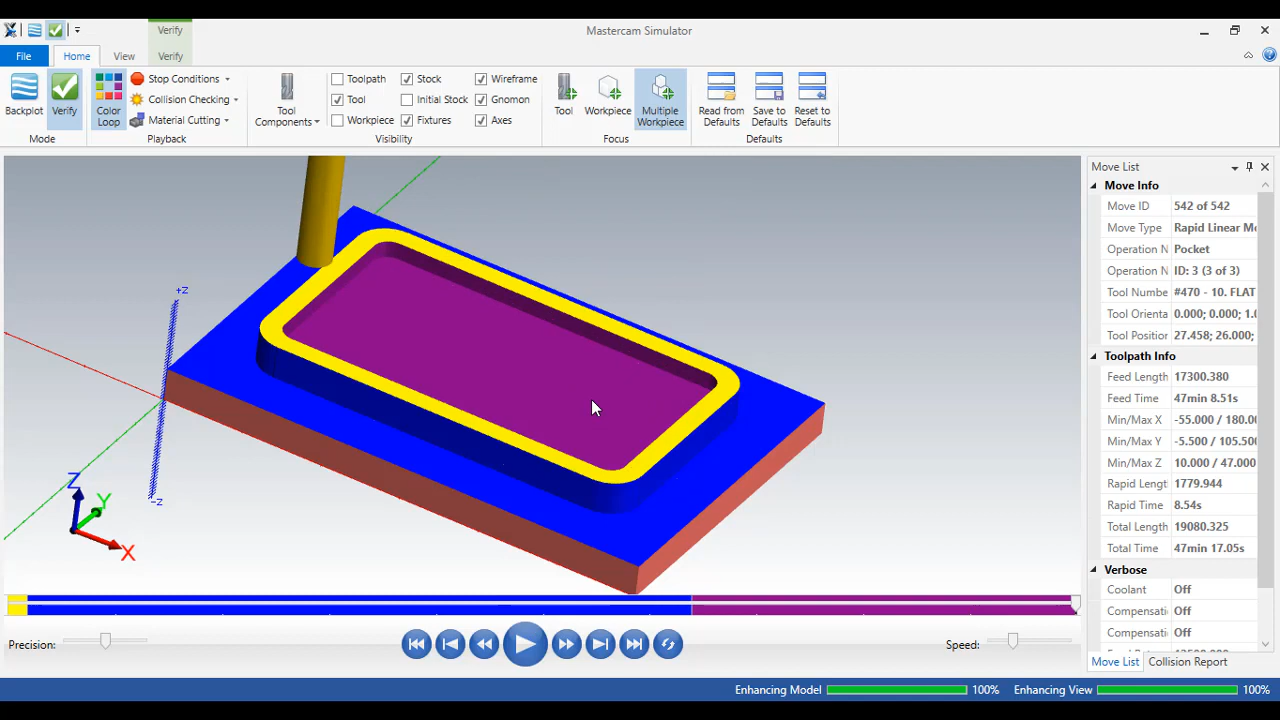 Verify
Mastercam Simulator
File
Home
View
Verify
Backplot
Verify
Mode
Color Loop
Stop Conditions
Collision Checking
Material Cutting
Playback
Tool Components
Toolpath
Tool
Workpiece
Stock
Initial Stock
Fixtures
Wireframe
Gnomon
Axes
Visibility
Tool
Workpiece
Multiple Workpiece
Focus
Read from Defaults
Save to Defaults
Reset to Defaults
Defaults
+z
-z
Z
Y
X
Move List
Move Info
Move ID 542 of 542
Move Type Rapid Linear Mo
Operation N Pocket
Operation N ID: 3 (3 of 3)
Tool Numbe #470 - 10. FLAT
Tool Orienta 0.000; 0.000; 1.0
Tool Position 27.458; 26.000;
Toolpath Info
Feed Length 17300.380
Feed Time 47min 8.51s
Min/Max X -55.000 / 180.00
Min/Max Y -5.500 / 105.50
Min/Max Z 10.000 / 47.000
Rapid Lengt 1779.944
Rapid Time 8.54s
Total Length 19080.325
Total Time 47min 17.05s
Verbose
Coolant Off
Compensati Off
Compensati Off
Move List
Collision Report
Precision:
Speed:
Enhancing Model 100%
Enhancing View 100%